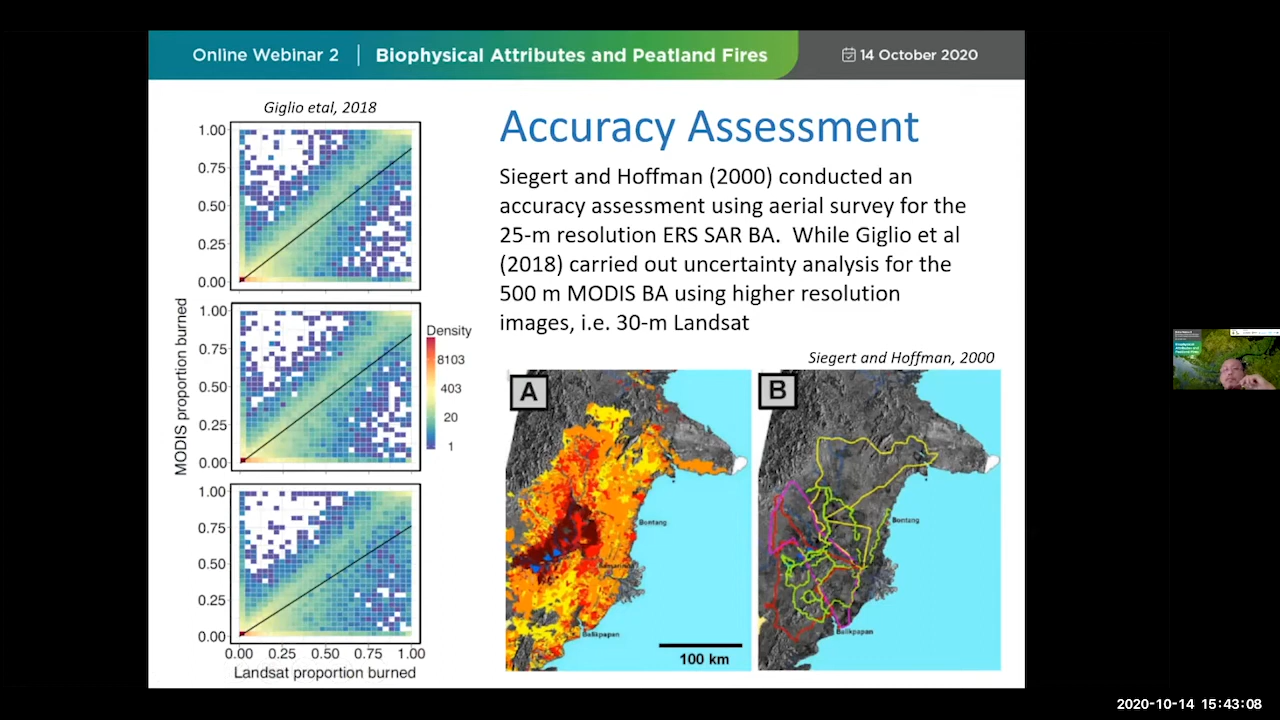 Online Webinar 2 | Biophysical Attributes and Peatland Fires
14 October 2020
Giglio etal, 2018
1.00
0.75
0.50
0.25
0.00
1.00
0.75
0.50
0.25
0.00
1.00
0.75
0.50
0.25
0.00
0.00 0.25 0.50 0.75 1.00
Landsat proportion burned
MODIS proportion burned
Density
8103
403
20
1
Accuracy Assessment
Siegert and Hoffman (2000) conducted an
accuracy assessment using aerial survey for the
25-m resolution ERS SAR BA. While Giglio et al
(2018) carried out uncertainty analysis for the
500 m MODIS BA using higher resolution
images, i.e. 30-m Landsat
Siegert and Hoffman, 2000
A
Bontang
Balikpapan
100 km
B
Bontang
Balikpapan
Biophysical
Attributes and
Peatland Fires
2020-10-14 15:43:08